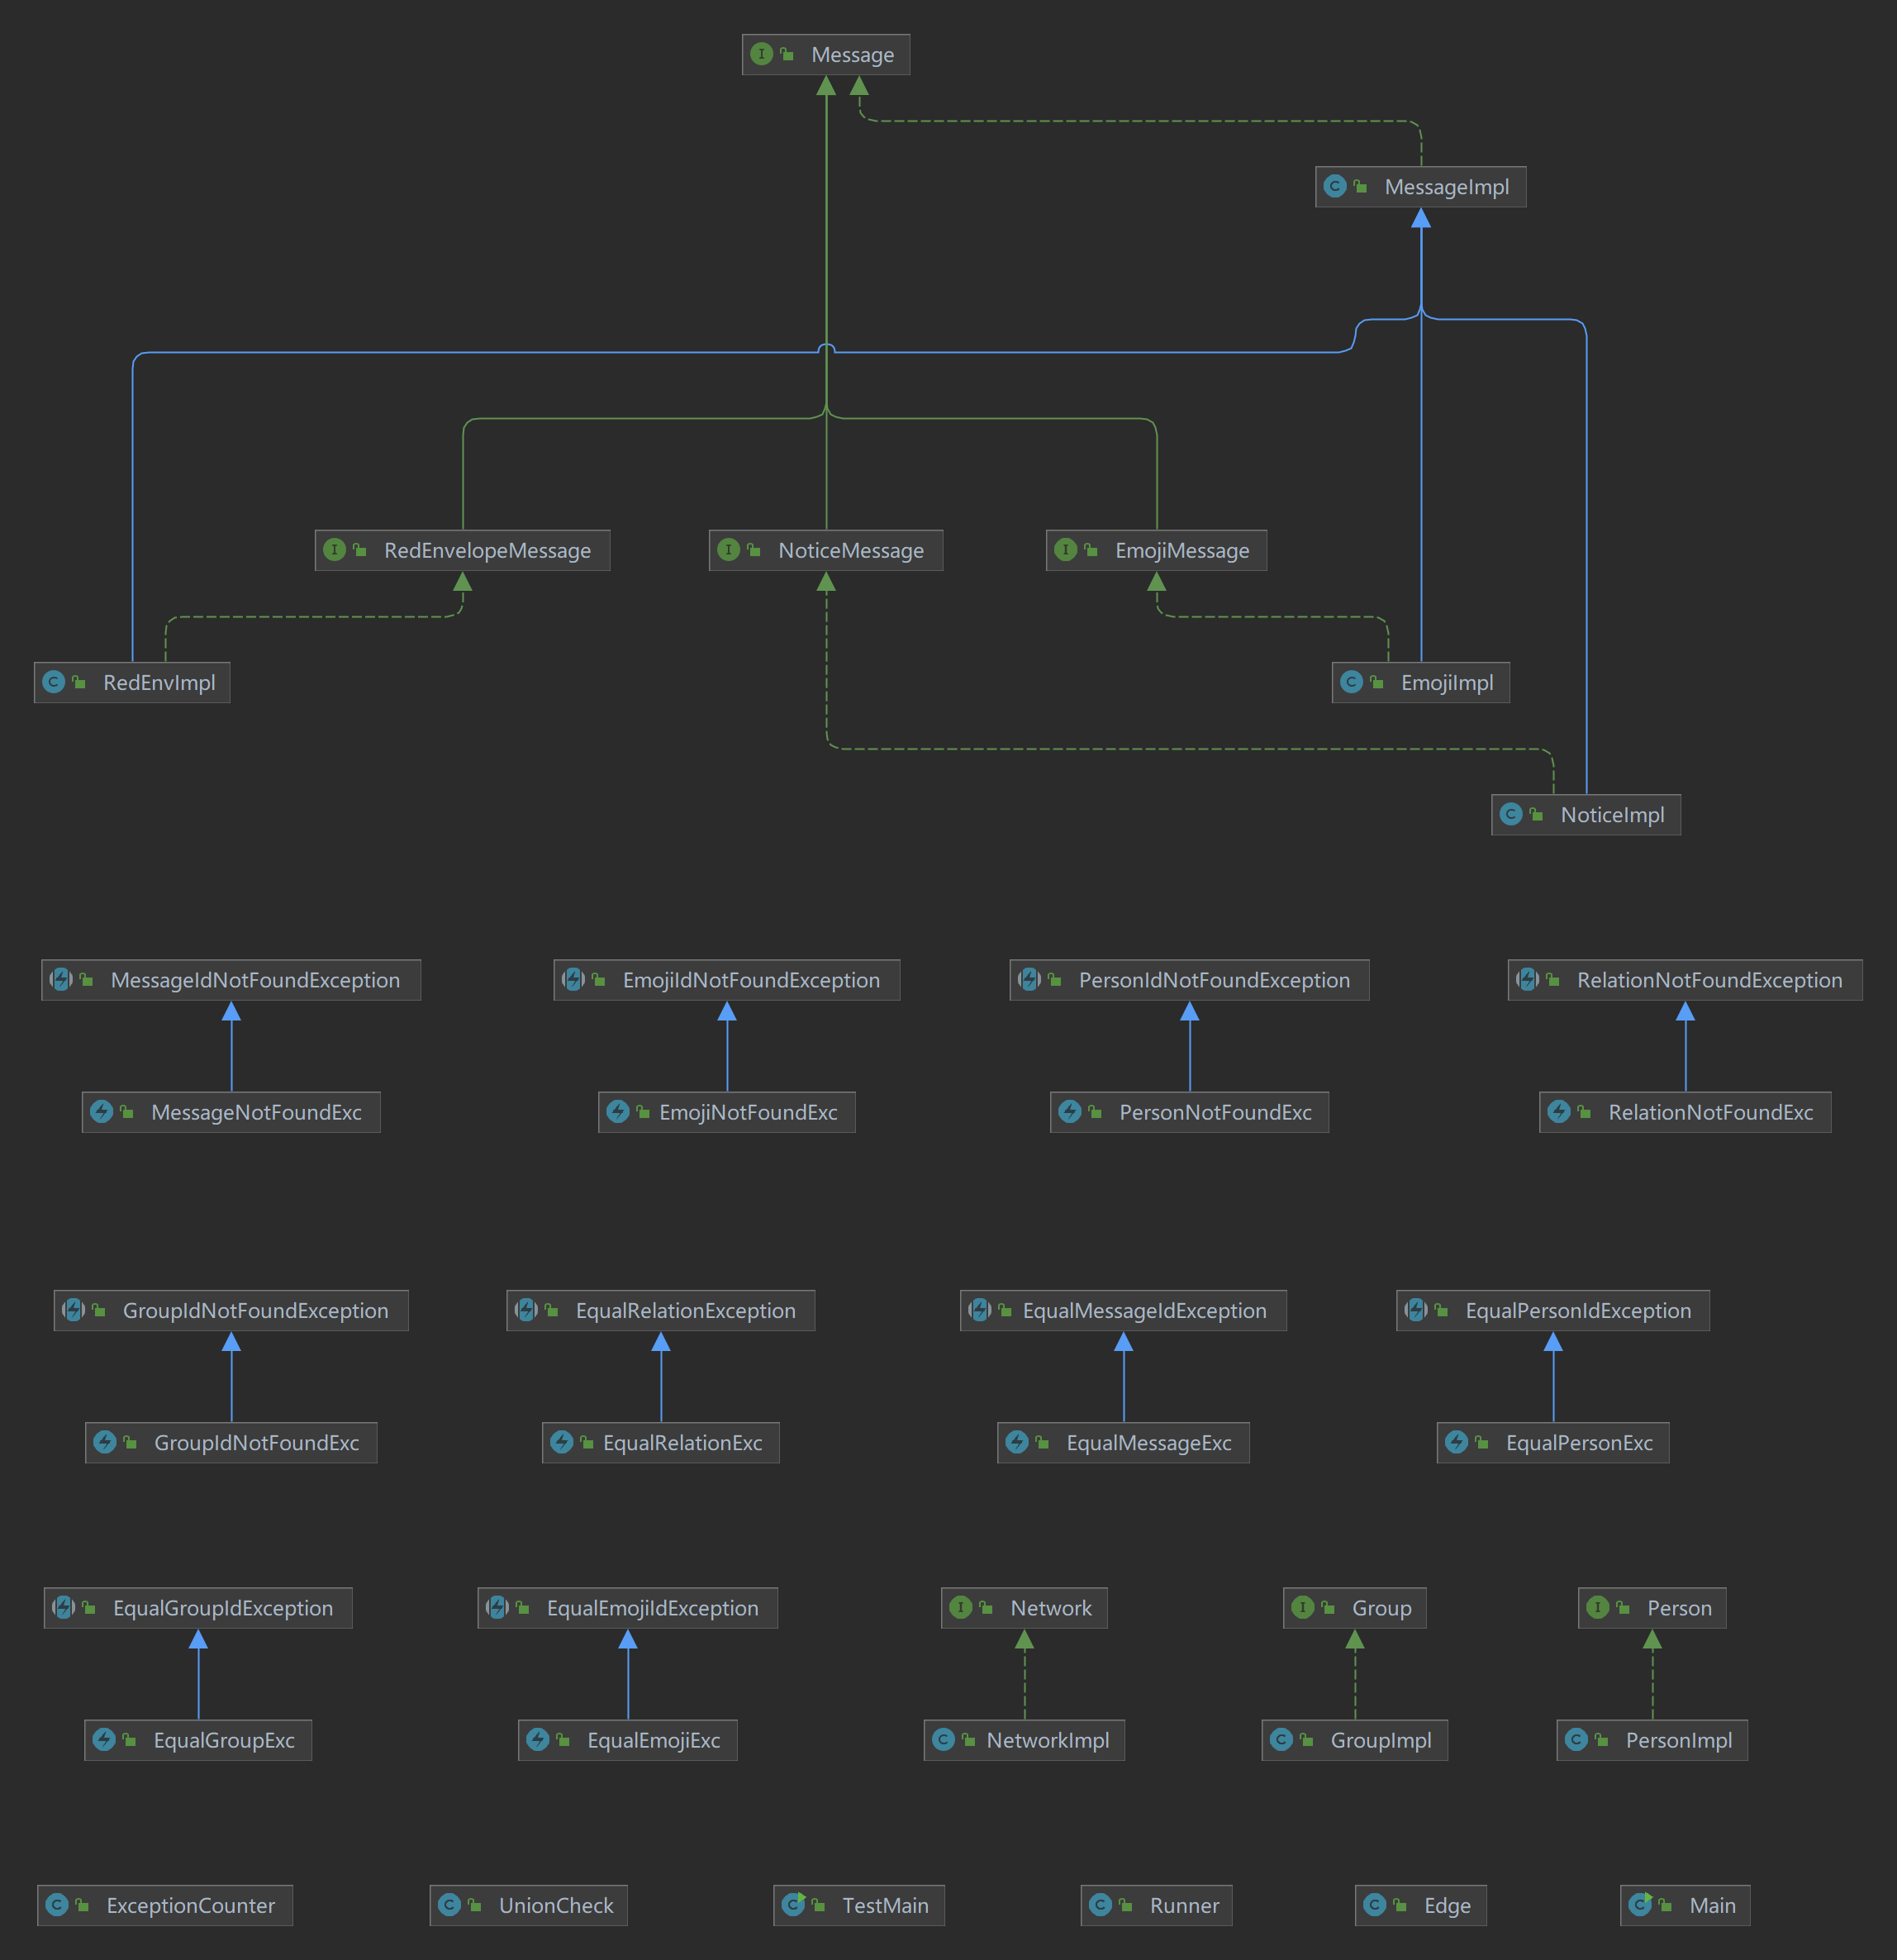 Message
MessageImpl
RedEnvelopeMessage
NoticeMessage
EmojiMessage
RedEnvImpl
EmojiImpl
NoticeImpl
MessageIdNotFoundException
EmojiIdNotFoundException
PersonIdNotFoundException
RelationNotFoundException
MessageNotFoundExc
EmojiNotFoundExc
PersonNotFoundExc
RelationNotFoundExc
GroupIdNotFoundException
EqualRelationException
EqualMessageIdException
EqualPersonIdException
GroupIdNotFoundExc
EqualRelationExc
EqualMessageExc
EqualPersonExc
EqualGroupIdException
EqualEmojiIdException
Network
Group
Person
EqualGroupExc
EqualEmojiExc
NetworkImpl
GroupImpl
PersonImpl
ExceptionCounter
UnionCheck
TestMain
Runner
Edge
Main